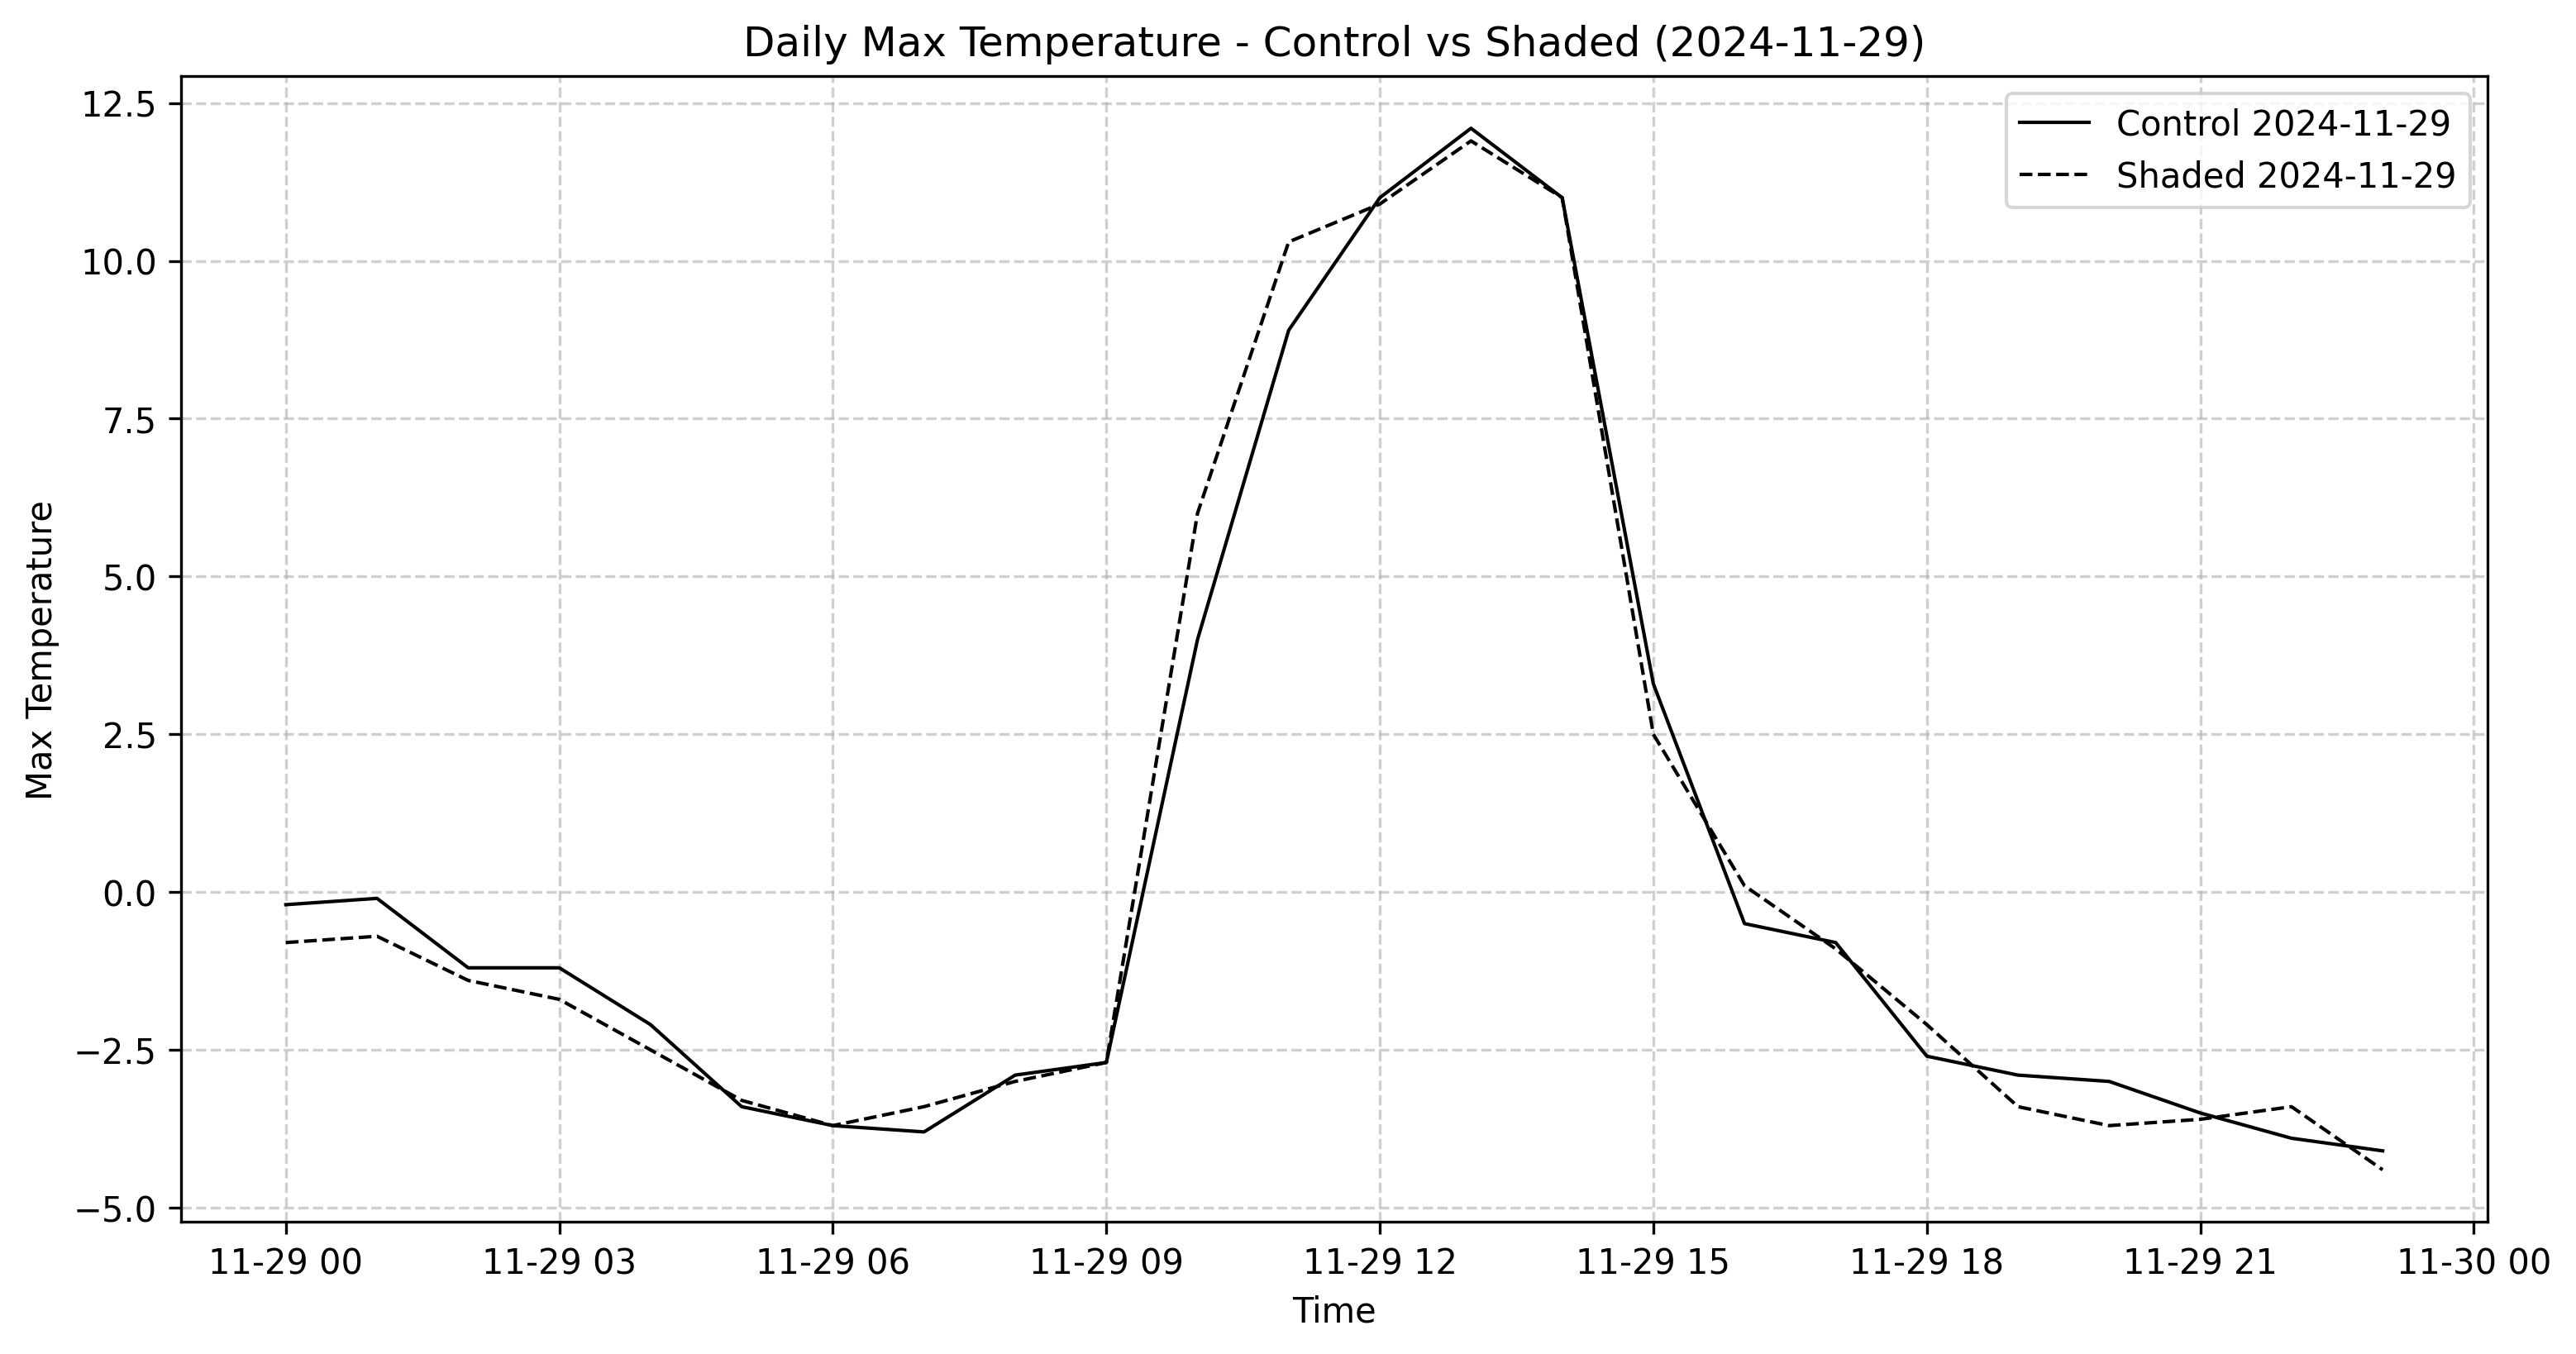 Daily Max Temperature - Control vs Shaded (2024-11-29)
Control 2024-11-29
Shaded 2024-11-29
Max Temperature
12.5
10.0
7.5
5.0
2.5
0.0
−2.5
−5.0
11-29 00 11-29 03 11-29 06 11-29 09 11-29 12 11-29 15 11-29 18 11-29 21 11-30 00
Time